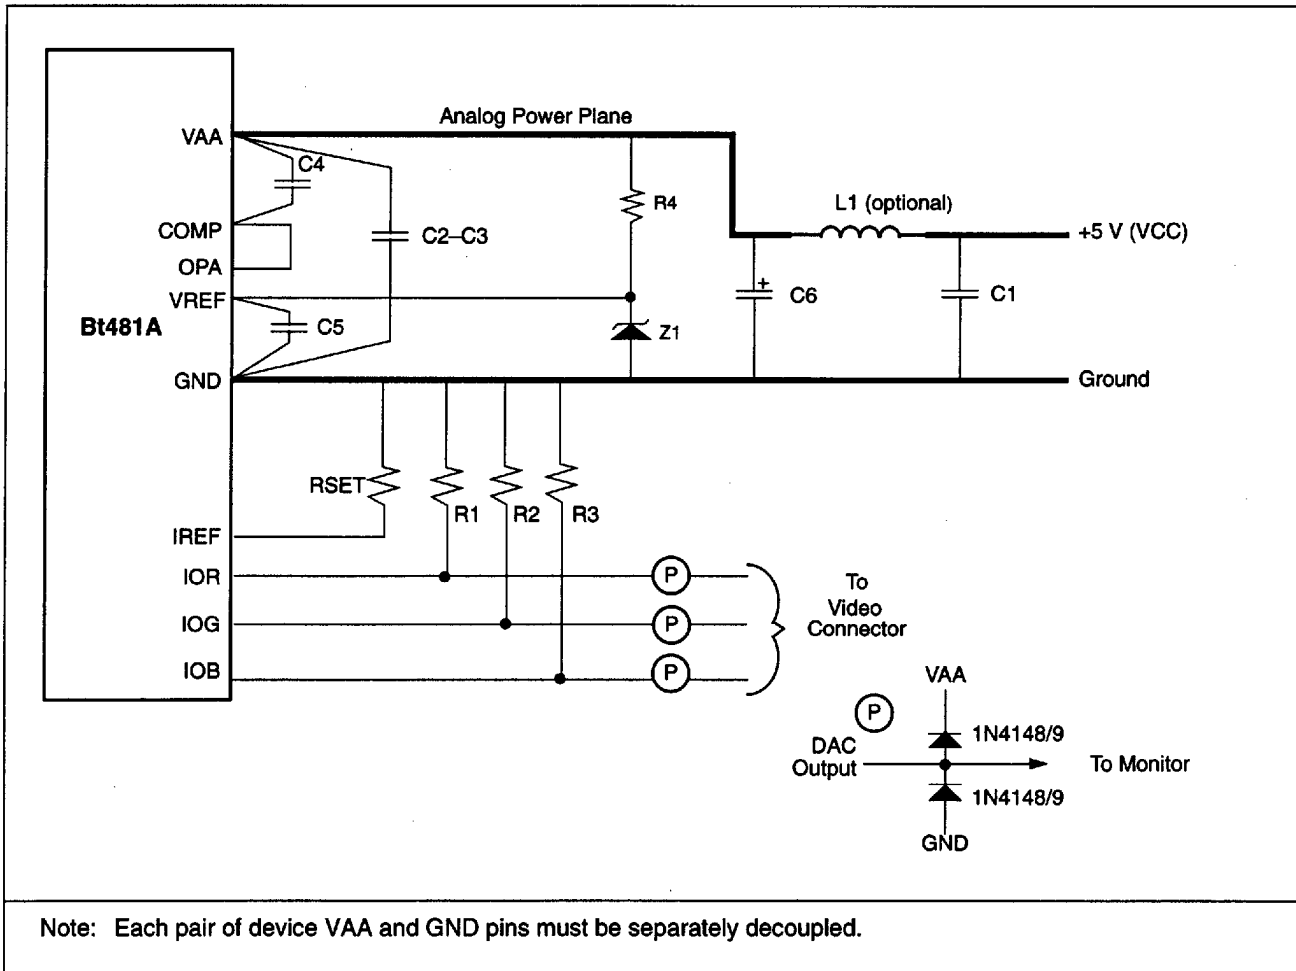 Analog Power Plane
VAA
C4
R4
L1 (optional)
COMP
C2–C3
+5 V (VCC)
OPA
VREF
+
C6
C1
Bt481A
C5
Z1
GND
Ground
RSET
R1
R2
R3
IREF
IOR
P
To
Video
Connector
IOG
P
IOB
P
VAA
P
1N4148/9
DAC
Output
To Monitor
1N4148/9
GND
Note: Each pair of device VAA and GND pins must be separately decoupled.